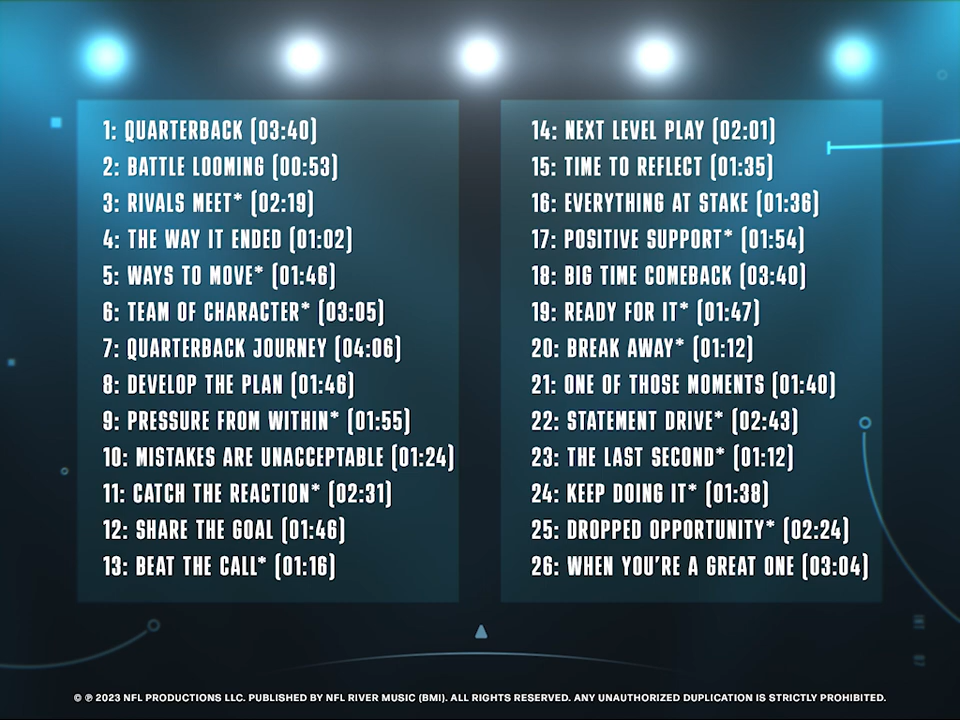 1: QUARTERBACK (03:40)
2: BATTLE LOOMING (00:53)
3: RIVALS MEET* (02:19)
4: THE WAY IT ENDED (01:02)
5: WAYS TO MOVE* (01:46)
6: TEAM OF CHARACTER* (03:05)
7: QUARTERBACK JOURNEY (04:06)
8: DEVELOP THE PLAN (01:46)
9: PRESSURE FROM WITHIN* (01:55)
10: MISTAKES ARE UNACCEPTABLE (01:24)
11: CATCH THE REACTION* (02:31)
12: SHARE THE GOAL (01:46)
13: BEAT THE CALL* (01:16)
14: NEXT LEVEL PLAY (02:01)
15: TIME TO REFLECT (01:35)
16: EVERYTHING AT STAKE (01:36)
17: POSITIVE SUPPORT* (01:54)
18: BIG TIME COMEBACK (03:40)
19: READY FOR IT* (01:47)
20: BREAK AWAY* (01:12)
21: ONE OF THOSE MOMENTS (01:40)
22: STATEMENT DRIVE* (02:43)
23: THE LAST SECOND* (01:12)
24: KEEP DOING IT* (01:38)
25: DROPPED OPPORTUNITY* (02:24)
26: WHEN YOU'RE A GREAT ONE (03:04)
© ℗ 2023 NFL PRODUCTIONS LLC. PUBLISHED BY NFL RIVER MUSIC (BMI). ALL RIGHTS RESERVED. ANY UNAUTHORIZED DUPLICATION IS STRICTLY PROHIBITED.